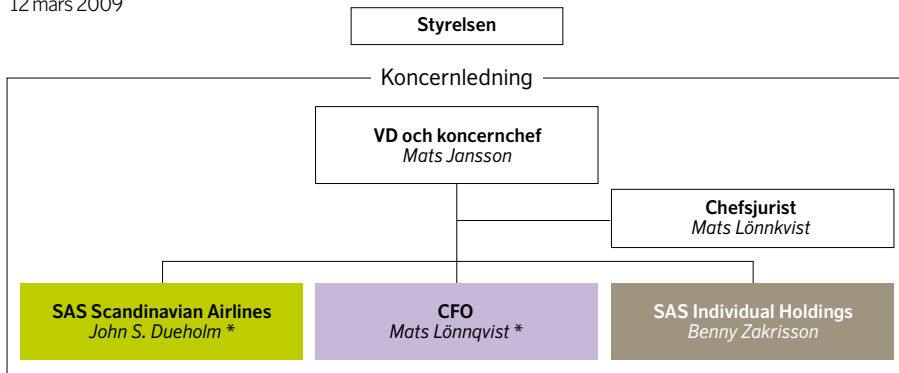 12 mars 2009
Styrelsen
Koncernledning
VD och koncernchef
Mats Jansson
Chefsjurist
Mats Lönnkvist
SAS Scandinavian Airlines
John S. Dueholm *
CFO
Mats Lönnqvist *
SAS Individual Holdings
Benny Zakrisson